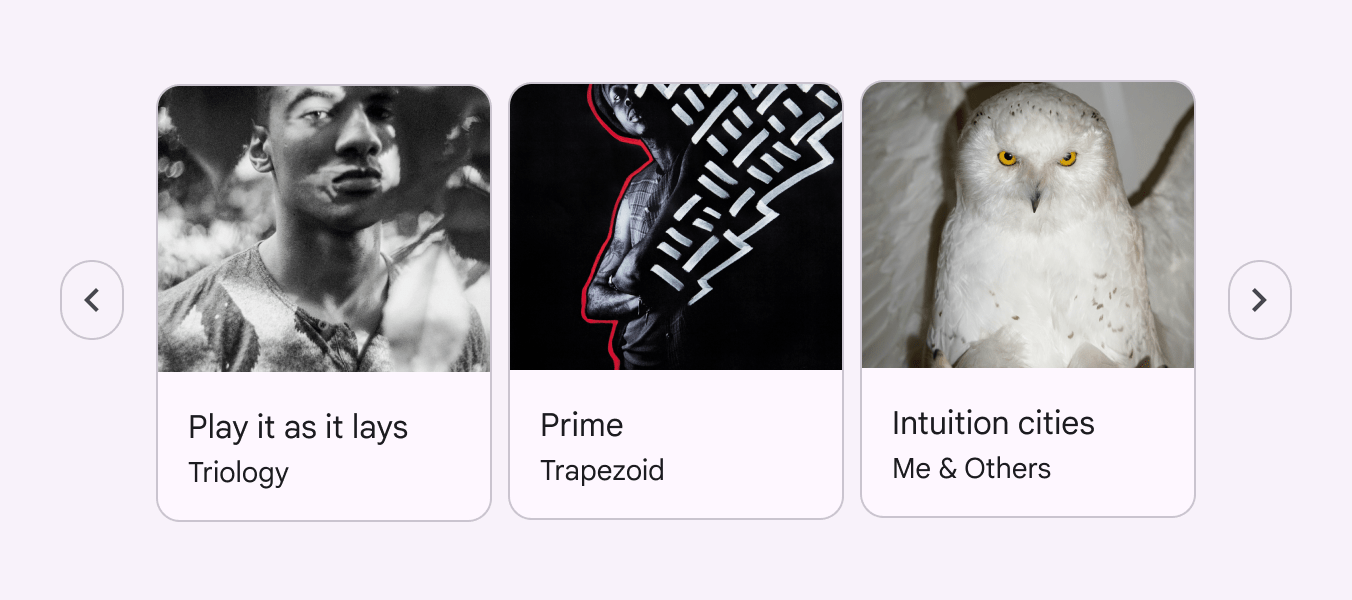 Play it as it lays
Triology
Prime
Trapezoid
Intuition cities
Me & Others